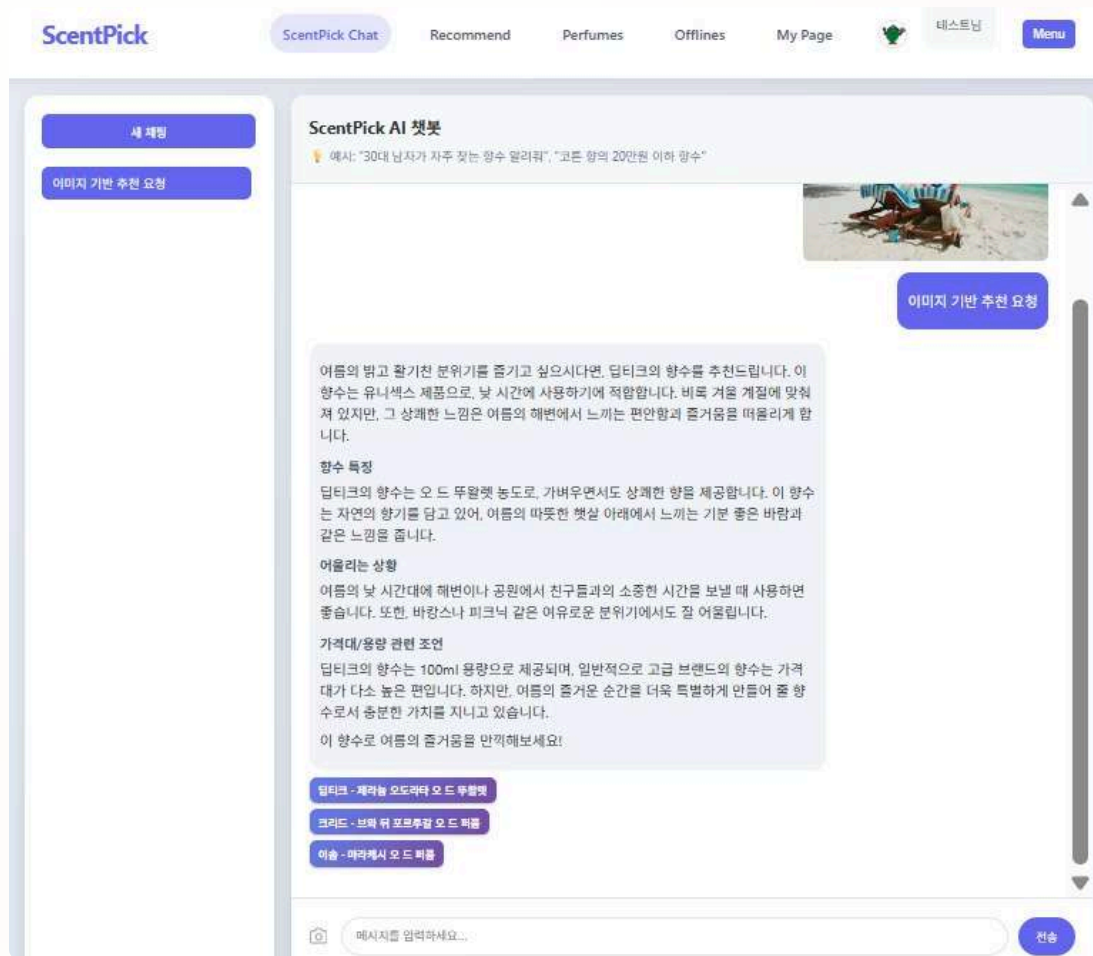 ScentPick
ScentPick Chat
Recommend
Perfumes
Offlines
My Page
테스트님
Menu
새 채팅
이미지 기반 추천 요청
ScentPick AI 챗봇
예시: "30대 남자가 자주 찾는 향수 알려줘", "코튼 향의 20만원 이하 향수"
이미지 기반 추천 요청
여름의 밝고 활기찬 분위기를 즐기고 싶으시다면, 딥티크의 향수를 추천드립니다. 이
향수는 유니섹스 제품으로, 낮 시간에 사용하기에 적합합니다. 비록 겨울 계절에 맞춰
져 있지만, 그 상쾌한 느낌은 여름의 해변에서 느끼는 편안함과 즐거움을 떠올리게 합
니다.
향수 특징
딥티크의 향수는 오 드 뚜왈렛 농도로, 가벼우면서도 상쾌한 향을 제공합니다. 이 향수
는 자연의 향기를 담고 있어, 여름의 따뜻한 햇살 아래에서 느끼는 기분 좋은 바람과
같은 느낌을 줍니다.
어울리는 상황
여름의 낮 시간대에 해변이나 공원에서 친구들과의 소중한 시간을 보낼 때 사용하면
좋습니다. 또한, 바캉스나 피크닉 같은 여유로운 분위기에서도 잘 어울립니다.
가격대/용량 관련 조언
딥티크의 향수는 100ml 용량으로 제공되며, 일반적으로 고급 브랜드의 향수는 가격
대가 다소 높은 편입니다. 하지만, 여름의 즐거운 순간을 더욱 특별하게 만들어 줄 향
수로서 충분한 가치를 지니고 있습니다.
이 향수로 여름의 즐거움을 만끽해보세요!
딥티크 - 제라늄 오도라타 오 드 뚜왈렛
크리드 - 브와 뒤 포르투갈 오 드 퍼퓸
이솝 - 마라케시 오 드 퍼퓸
메시지를 입력하세요...
전송